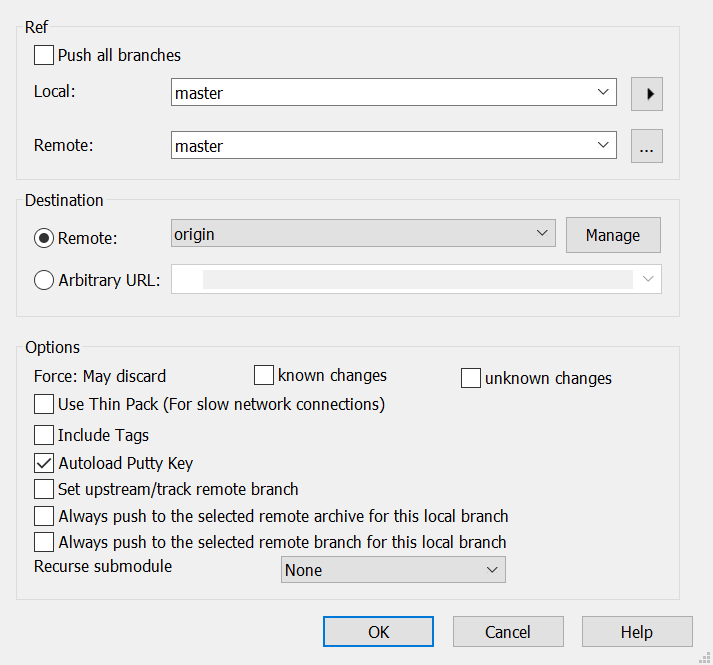 Ref
Push all branches
Local: master
Remote: master ...
Destination
Remote: origin Manage
Arbitrary URL:
Options
Force: May discard known changes unknown changes
Use Thin Pack (For slow network connections)
Include Tags
Autoload Putty Key
Set upstream/track remote branch
Always push to the selected remote archive for this local branch
Always push to the selected remote branch for this local branch
Recurse submodule None
OK Cancel Help